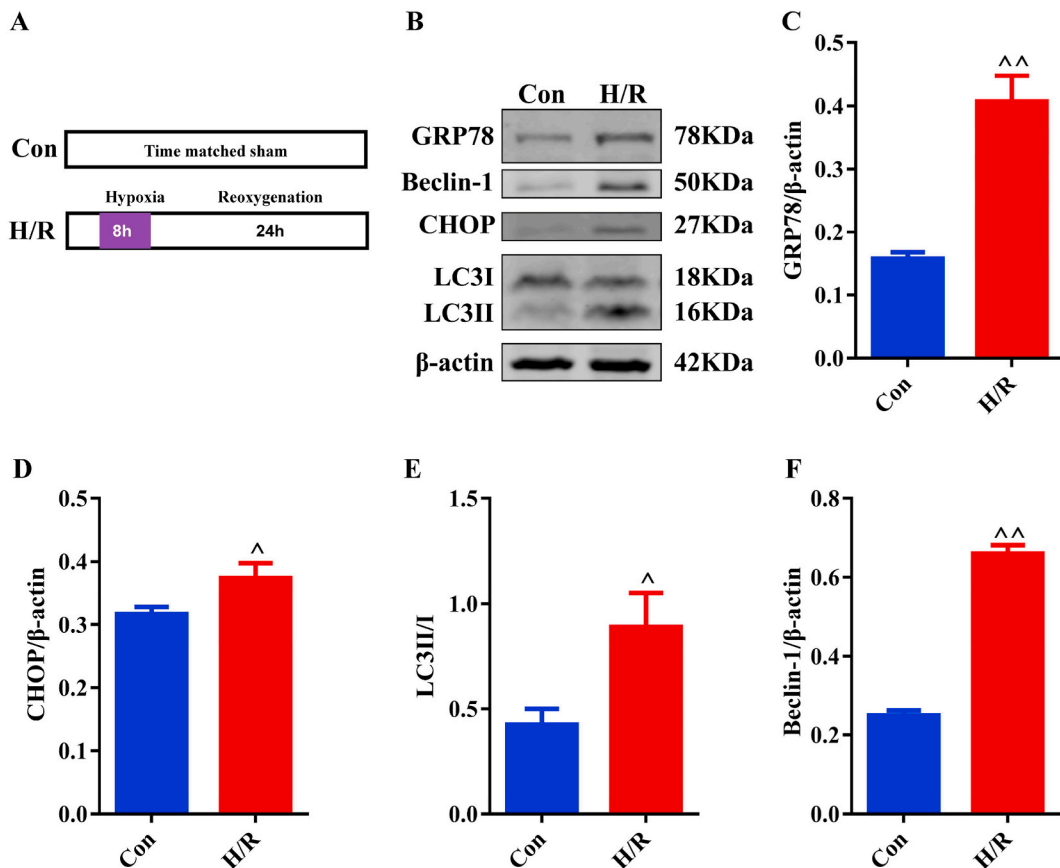 A
Con
Time matched sham
Hypoxia Reoxygenation
H/R
8h
24h
B
Con H/R
GRP78 78KDa
Beclin-1 50KDa
CHOP 27KDa
LC3I 18KDa
LC3II 16KDa
β-actin 42KDa
C
GRP78/β-actin
0.5
0.4
0.3
0.2
0.1
0.0
^^
Con
H/R
D
CHOP/β-actin
0.5
0.4
0.3
0.2
0.1
0.0
^
Con
H/R
E
LC3II/I
1.5
1.0
0.5
0.0
^
Con
H/R
F
Beclin-1/β-actin
0.8
0.6
0.4
0.2
0.0
^^
Con
H/R